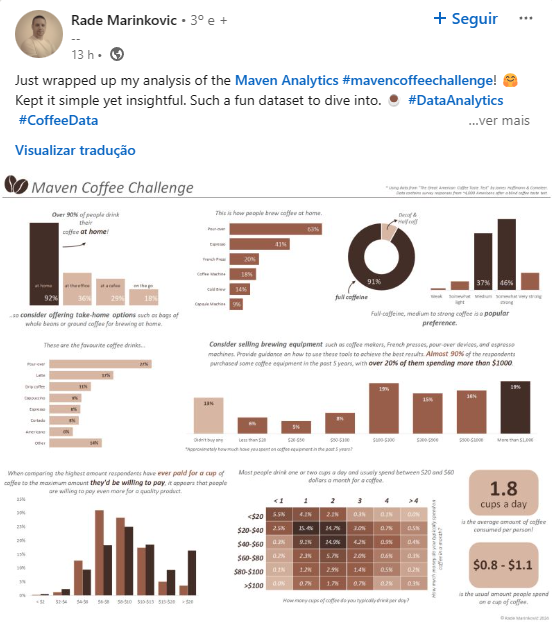 Rade Marinkovic • 3º e +
+ Seguir
--
13 h •
Just wrapped up my analysis of the Maven Analytics #mavencoffeechallenge! 🤗
Kept it simple yet insightful. Such a fun dataset to dive into. ☕ #DataAnalytics
#CoffeeData
...ver mais
Visualizar tradução
Maven Coffee Challenge
Over 90% of people drink
their
coffee at home!
at home
at the office
at a cafe
on the go
92%
36%
29%
18%
...so consider offering take-home options such as bags of
whole beans or ground coffee for brewing at home.
This is how people brew coffee at home.
Pour-over
63%
Espresso
41%
French Press
20%
Coffee Machine
18%
Cold Brew
14%
Capsule Machine
9%
Decaf &
Half caff
91%
full caffeine
37%
46%
Weak
Somewhat
light
Medium
Somewhat
strong
Very strong
Full-caffeine, medium to strong coffee is a popular
preference.
These are the favourite coffee drinks...
Pour-over
Latte
Drip coffee
Cappuccino
Espresso
Cortado
Americano
Other
Consider selling brewing equipment such as coffee makers, French presses, pour-over devices, and espresso
machines. Provide guidance on how to use these tools to achieve the best results. Almost 90% of the respondents
purchased some coffee equipment in the past 5 years, with over 20% of them spending more than $1000.
13%
19%
15%
16%
19%
Didn't buy any
Less than $20
$20-$50
$50-$100
$100-$300
$300-$500
$500-$1000
More than $1,000
*Approximately how much have you spent on coffee equipment in the past 5 years?
When comparing the highest amount respondents have ever paid for a cup of
coffee to the maximum amount they'd be willing to pay, it appears that people
are willing to pay even more for a quality product.
35%
30%
25%
20%
15%
10%
5%
0%
< $2
$2-$4
$4-$6
$6-$8
$8-$10
$10-$15
$15-$20
> $20
Most people drink one or two cups a day and usually spend between $20 and $60
dollars a month for a coffee.
< 1
1
2
3
4
> 4
<$20
5.5%
4.1%
2.1%
0.3%
0.1%
0.0%
$20-$40
2.5%
15.4%
14.7%
3.0%
0.7%
0.5%
$40-$60
0.3%
9.1%
14.9%
4.2%
0.9%
0.4%
$60-$80
0.2%
2.3%
5.7%
2.0%
0.6%
0.3%
$80-$100
0.1%
1.2%
2.9%
1.4%
0.5%
0.2%
>$100
0.0%
0.7%
1.7%
0.7%
0.2%
0.3%
How many cups of coffee do you typically drink per day?
1.8
cups a day
is the average amount of coffee
consumed per person!
$0.8 - $1.1
is the usual amount people spend
on a cup of coffee.